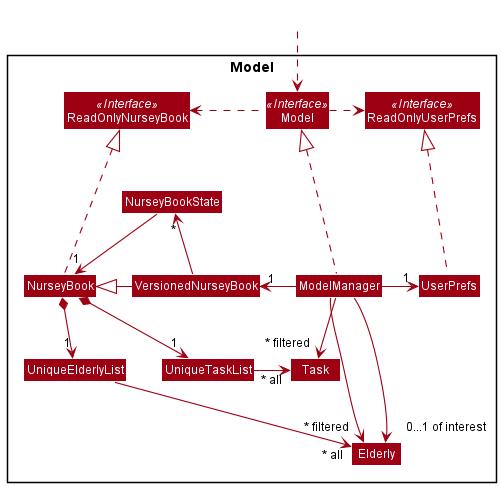 Model
«Interface»
ReadOnlyNurseyBook
«Interface»
Model
«Interface»
ReadOnlyUserPrefs
NurseyBookState
1
*
NurseyBook
VersionedNurseyBook
1
ModelManager
1
UserPrefs
1
1
* filtered
UniqueElderlyList
UniqueTaskList
* all
Task
* filtered
0...1 of interest
* all
Elderly